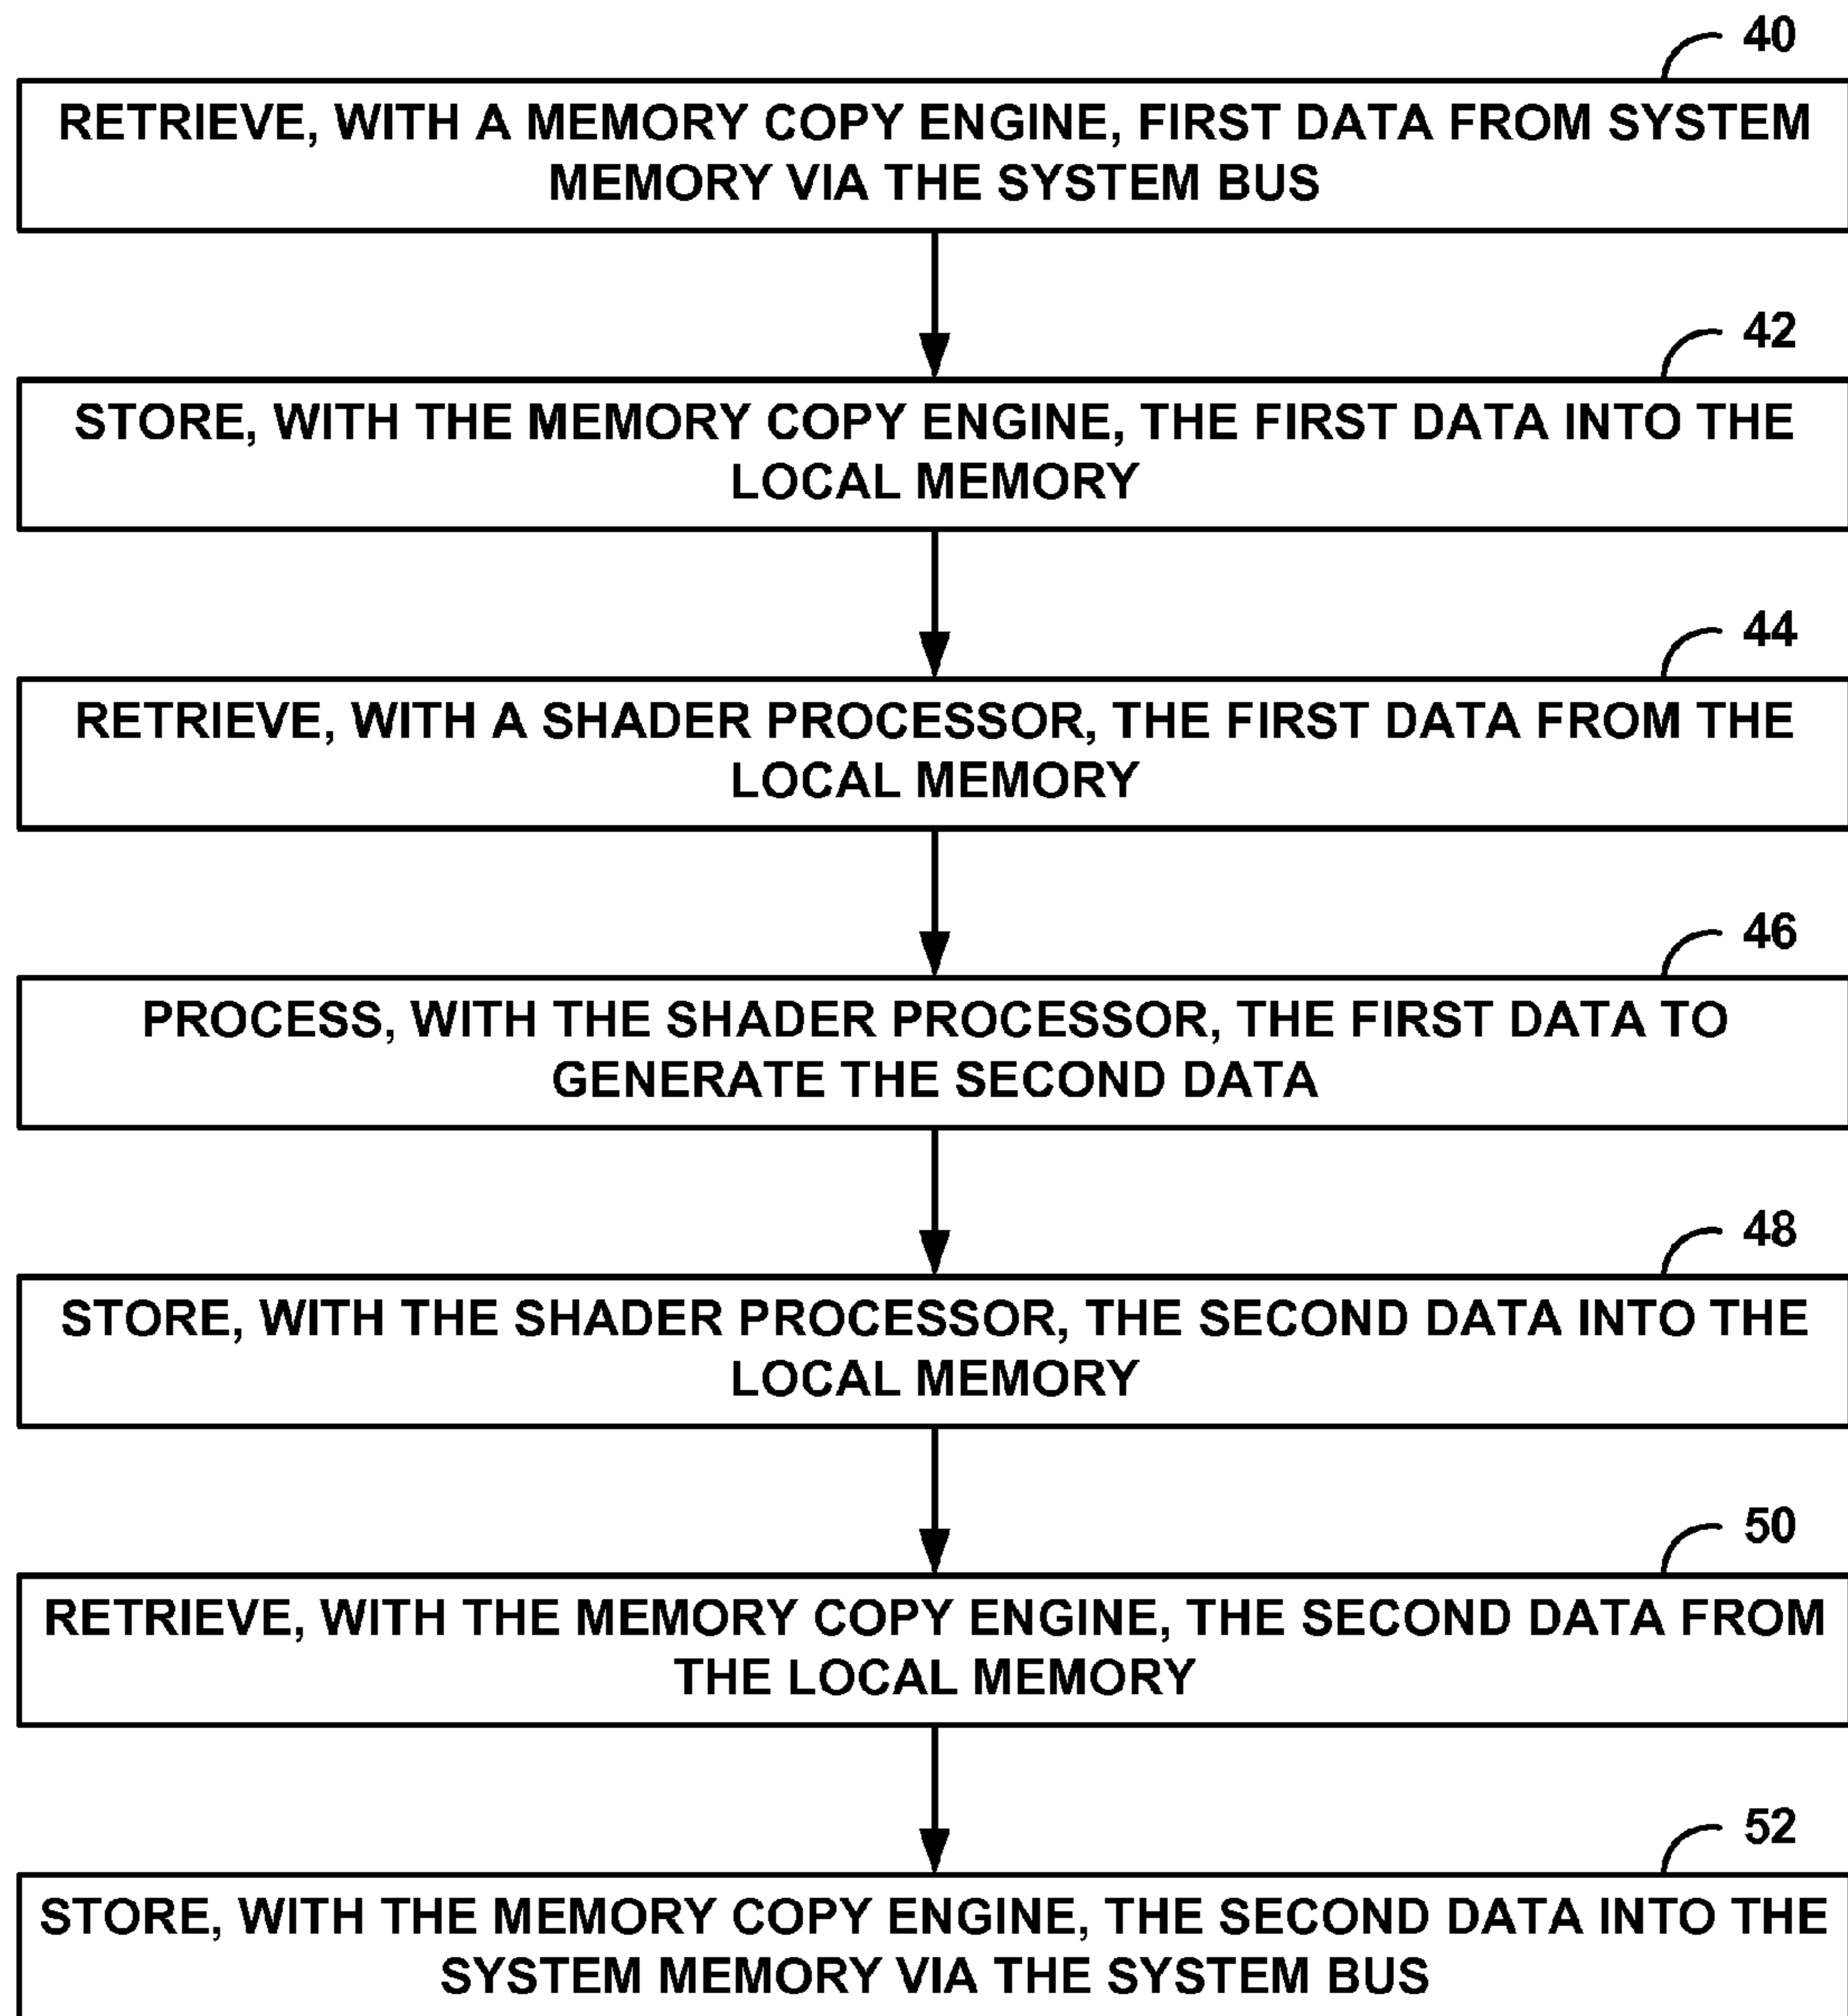 40
RETRIEVE, WITH A MEMORY COPY ENGINE, FIRST DATA FROM SYSTEM
MEMORY VIA THE SYSTEM BUS
42
STORE, WITH THE MEMORY COPY ENGINE, THE FIRST DATA INTO THE
LOCAL MEMORY
44
RETRIEVE, WITH A SHADER PROCESSOR, THE FIRST DATA FROM THE
LOCAL MEMORY
46
PROCESS, WITH THE SHADER PROCESSOR, THE FIRST DATA TO
GENERATE THE SECOND DATA
48
STORE, WITH THE SHADER PROCESSOR, THE SECOND DATA INTO THE
LOCAL MEMORY
50
RETRIEVE, WITH THE MEMORY COPY ENGINE, THE SECOND DATA FROM
THE LOCAL MEMORY
52
STORE, WITH THE MEMORY COPY ENGINE, THE SECOND DATA INTO THE
SYSTEM MEMORY VIA THE SYSTEM BUS